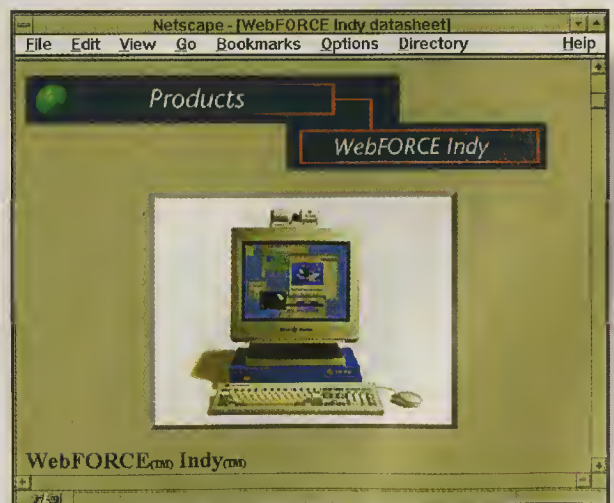 Netscape - [WebFORCE Indy datasheet]
File Edit View Go Bookmarks Options Directory Help
Products
WebFORCE Indy
WebFORCE(TM) Indy(TM)